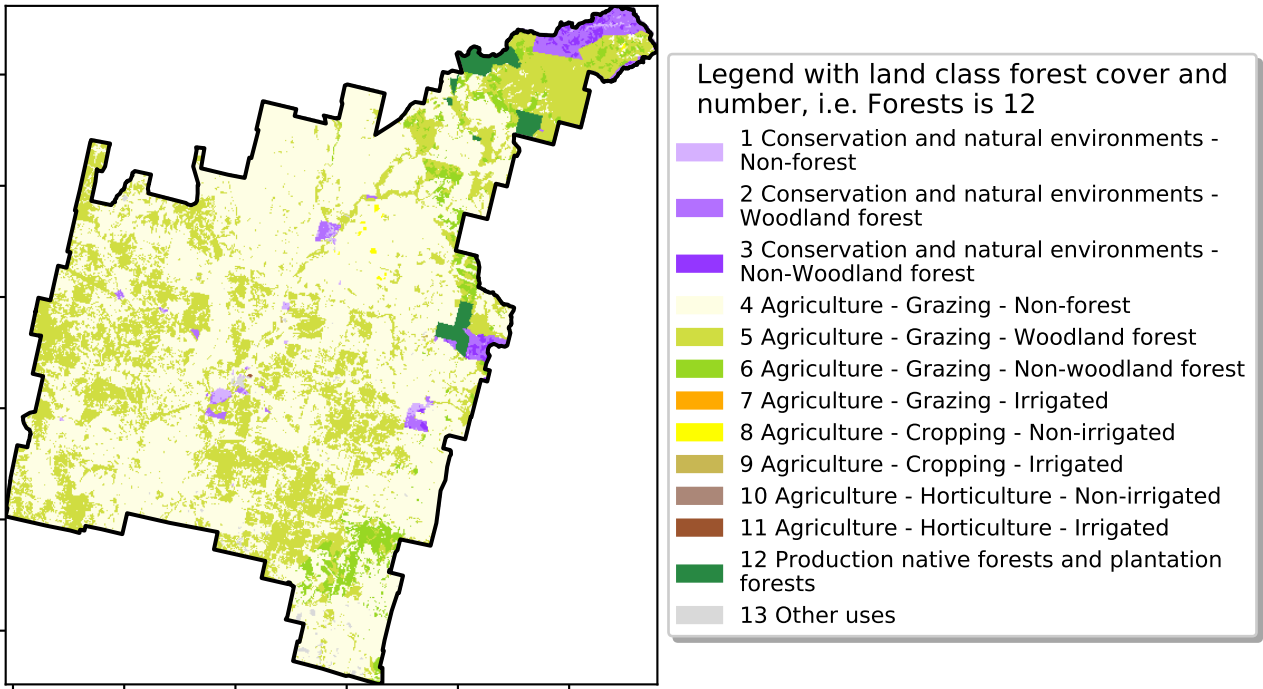 Legend with land class forest cover and
number, i.e. Forests is 12
1 Conservation and natural environments -
Non-forest
2 Conservation and natural environments -
Woodland forest
3 Conservation and natural environments -
Non-Woodland forest
4 Agriculture - Grazing - Non-forest
5 Agriculture - Grazing - Woodland forest
6 Agriculture - Grazing - Non-woodland forest
7 Agriculture - Grazing - Irrigated
8 Agriculture - Cropping - Non-irrigated
9 Agriculture - Cropping - Irrigated
10 Agriculture - Horticulture - Non-irrigated
11 Agriculture - Horticulture - Irrigated
12 Production native forests and plantation
forests
13 Other uses